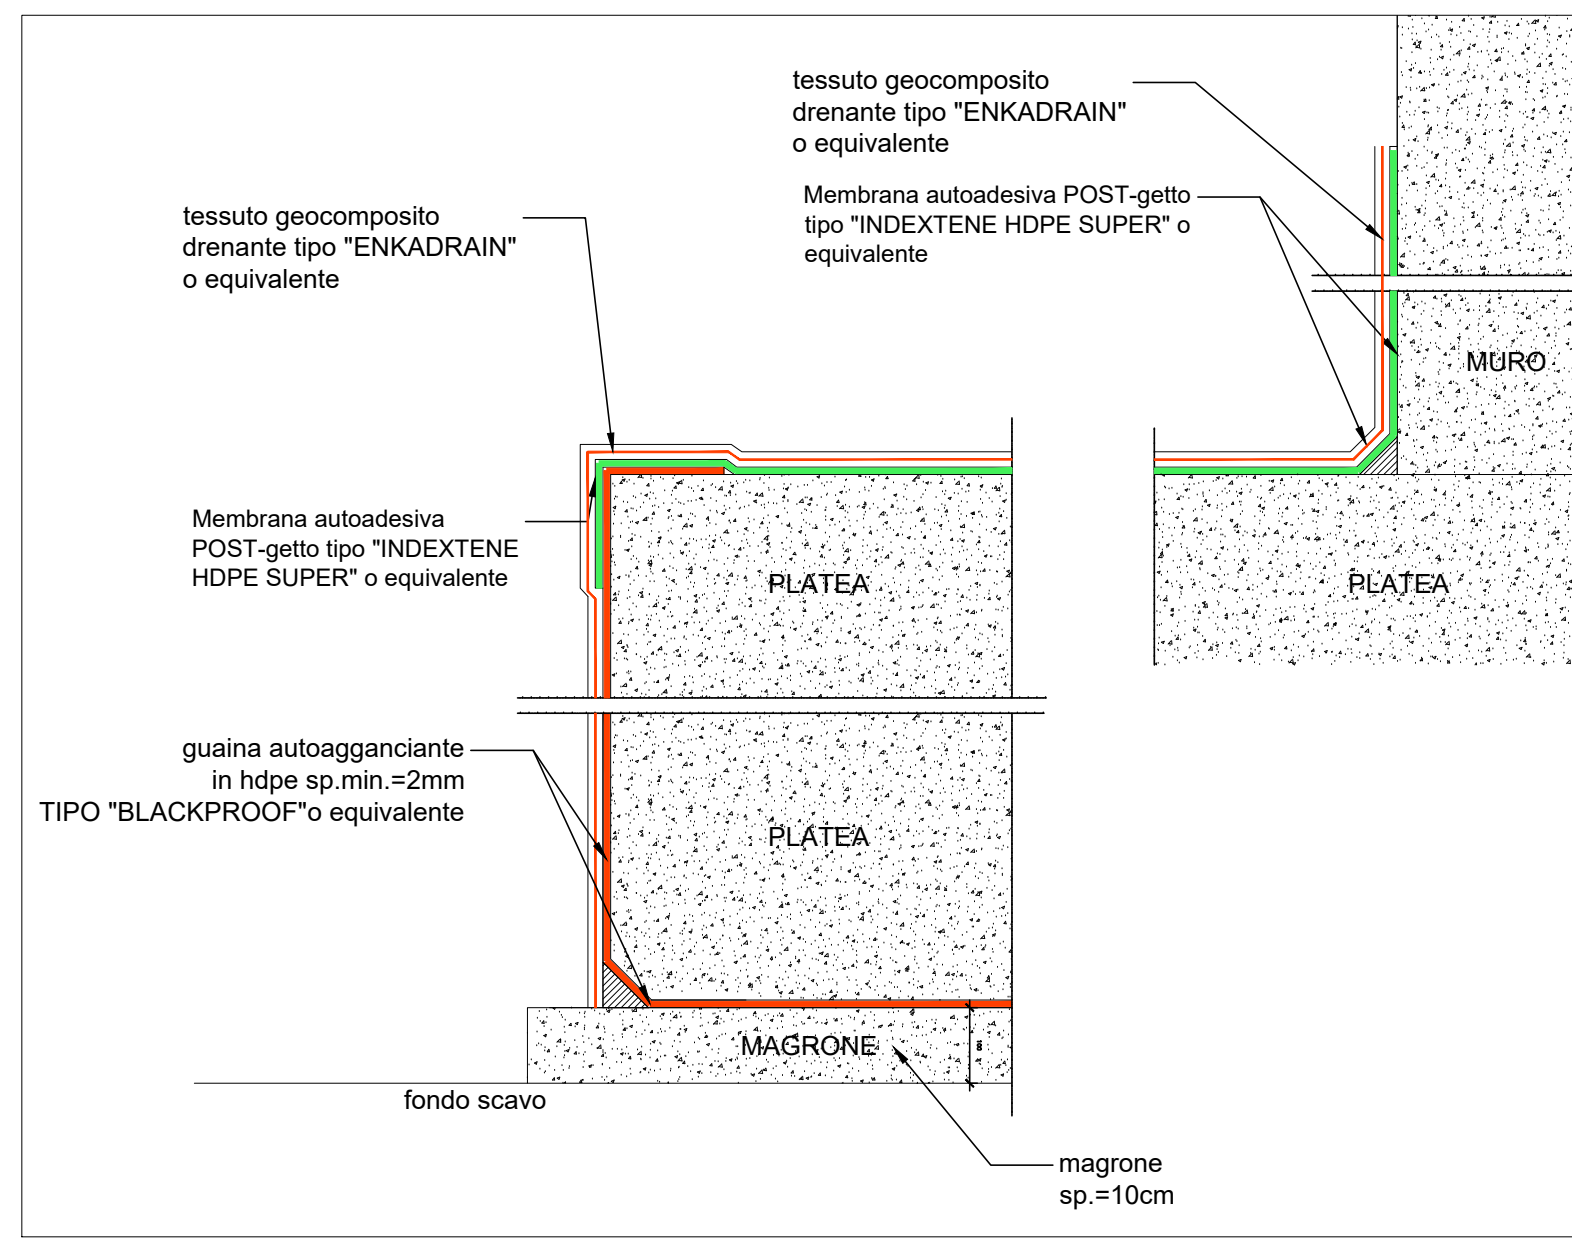 tessuto geocomposito
drenante tipo "ENKADRAIN"
o equivalente
Membrana autoadesiva POST-getto
tipo "INDEXTENE HDPE SUPER" o
equivalente
tessuto geocomposito
drenante tipo "ENKADRAIN"
o equivalente
MURO
Membrana autoadesiva
POST-getto tipo "INDEXTENE
HDPE SUPER" o equivalente
PLATEA
PLATEA
guaina autoagganciante
in hdpe sp.min.=2mm
TIPO "BLACKPROOF"o equivalente
PLATEA
MAGRONE
fondo scavo
magrone
sp.=10cm